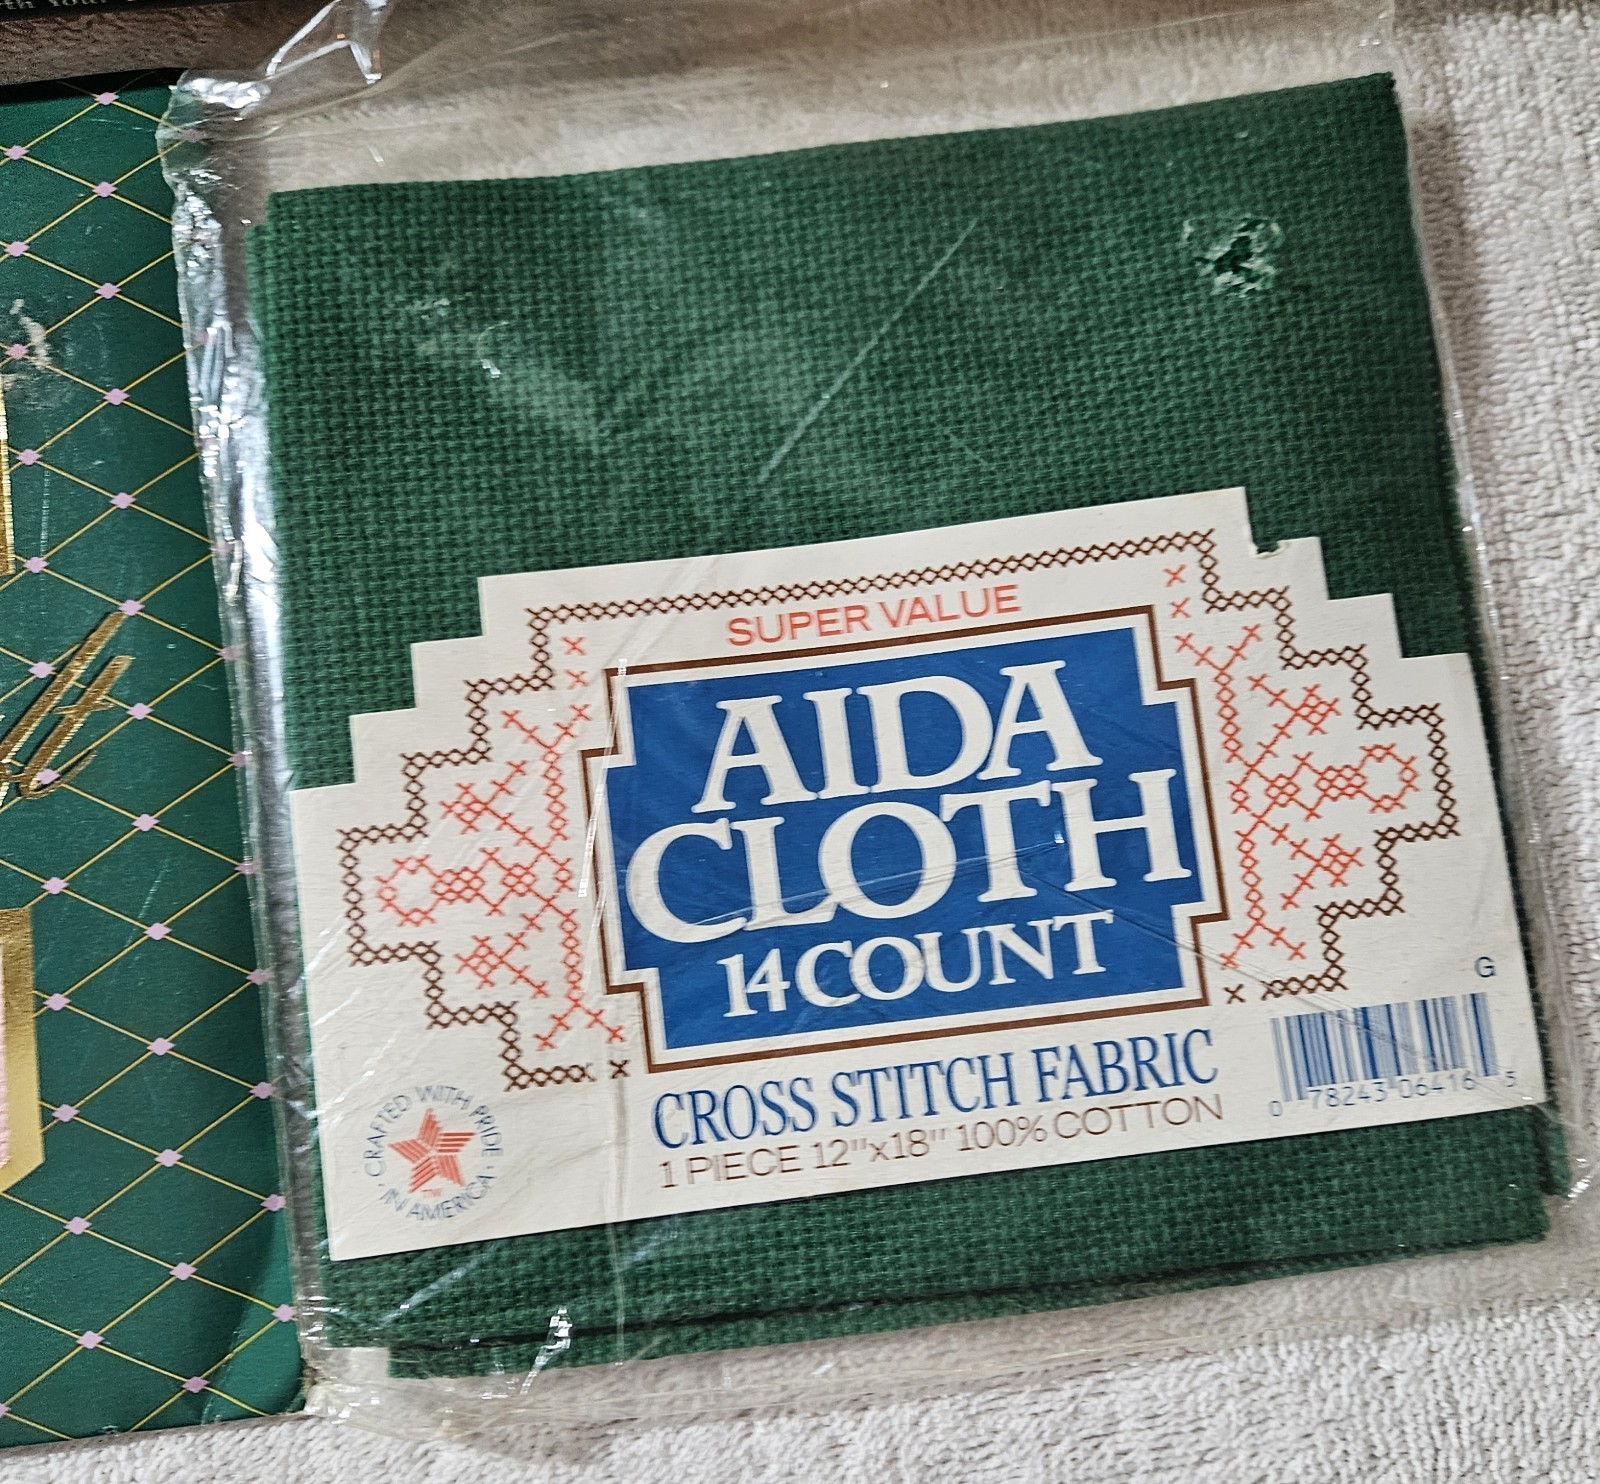 SUPER VALUE
AIDA
CLOTH
14 COUNT
CROSS STITCH FABRIC
1 PIECE 12"x18" 100% COTTON
G
0 78243 06416 5
CRAFTED WITH PRIDE
IN AMERICA
TW